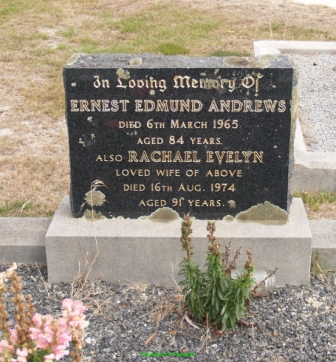 In Loving Memory Of
ERNEST EDMUND ANDREWS
DIED 6TH MARCH 1965
AGED 84 YEARS.
ALSO RACHAEL EVELYN
LOVED WIFE OF ABOVE
DIED 16TH AUG. 1974
AGED 91 YEARS.